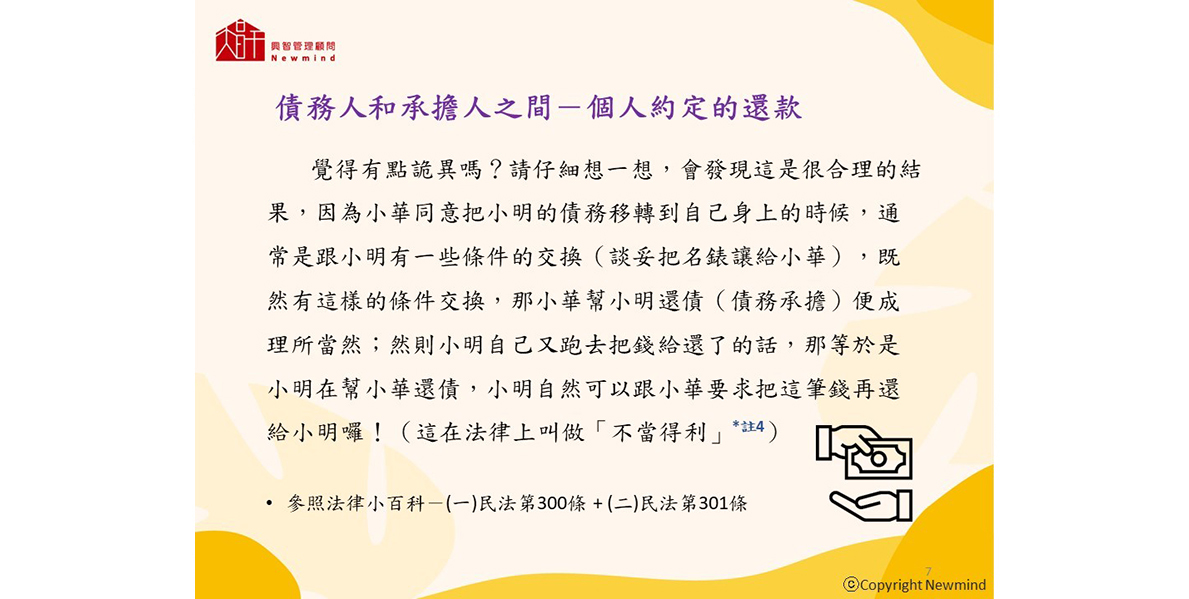 興智管理顧問
Newmind
債務人和承擔人之間－個人約定的還款
覺得有點詭異嗎？請仔細想一想，會發現這是很合理的結
果，因為小華同意把小明的債務移轉到自己身上的時候，通
常是跟小明有一些條件的交換（談妥把名錶讓給小華），既
然有這樣的條件交換，那小華幫小明還債（債務承擔）便成
理所當然；然則小明自己又跑去把錢給還了的話，那等於是
小明在幫小華還債，小明自然可以跟小華要求把這筆錢再還
給小明囉！（這在法律上叫做「不當得利」*註4）
• 參照法律小百科－(一)民法第300條 + (二)民法第301條
7
ⓒCopyright Newmind